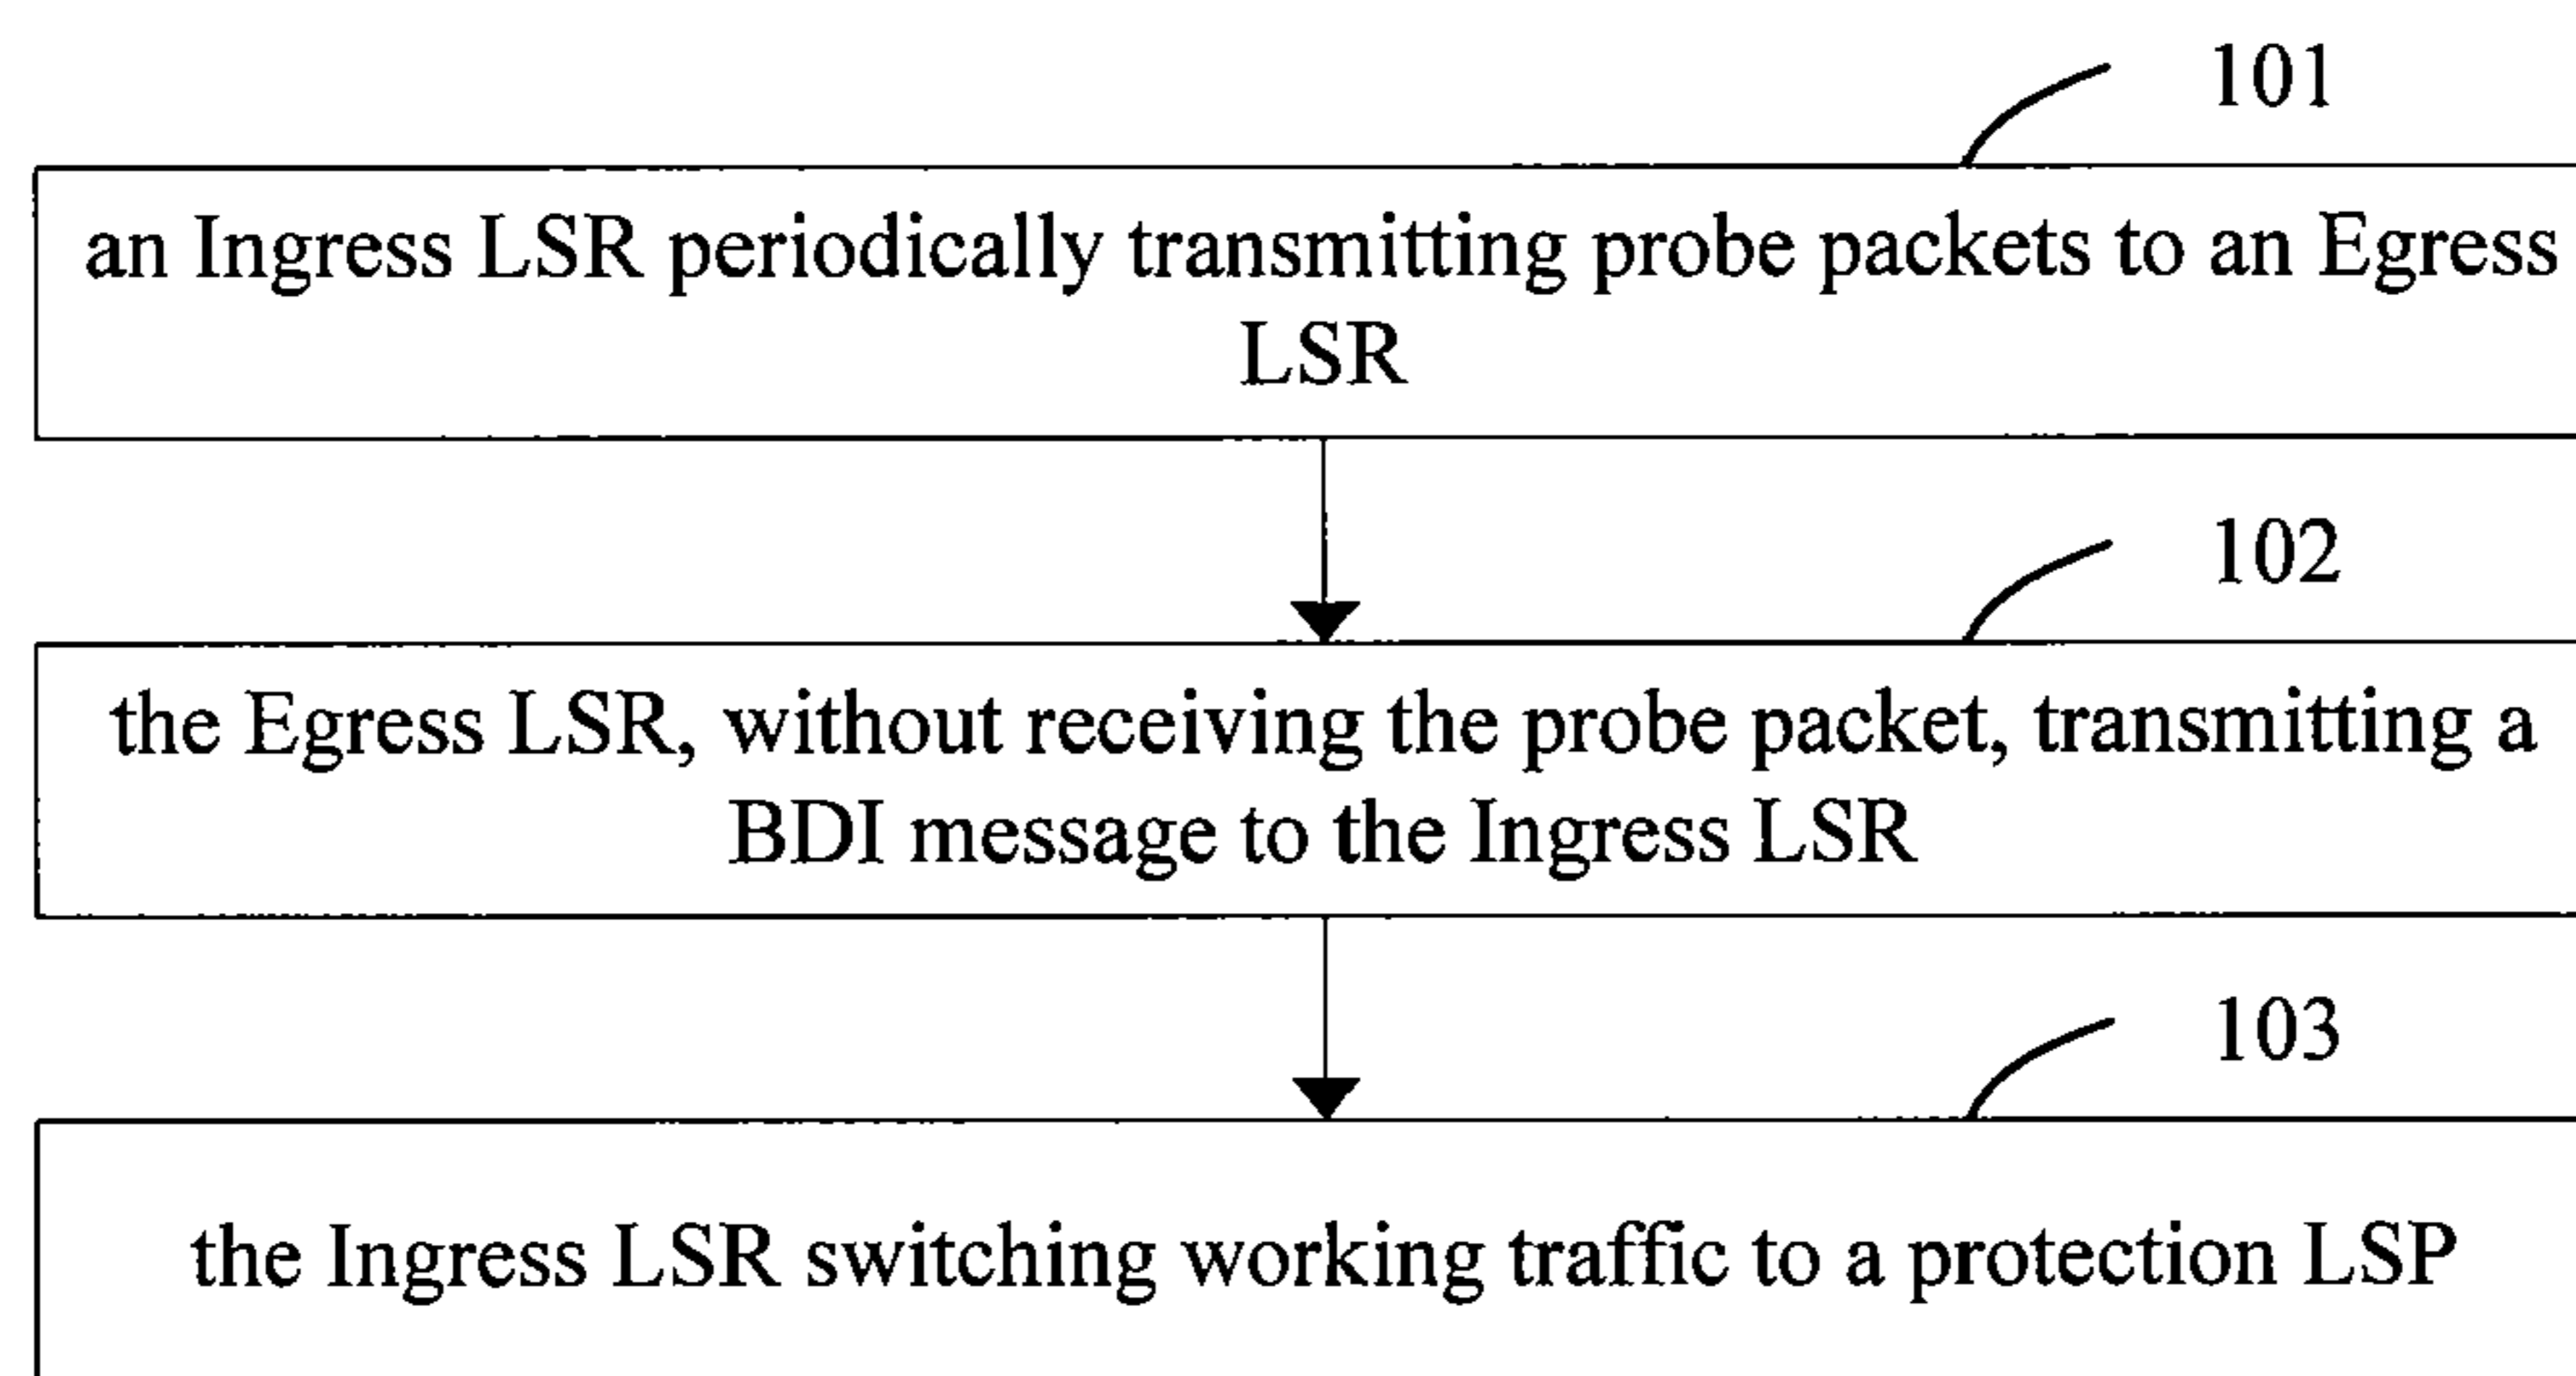 101
an Ingress LSR periodically transmitting probe packets to an Egress
LSR
102
the Egress LSR, without receiving the probe packet, transmitting a
BDI message to the Ingress LSR
103
the Ingress LSR switching working traffic to a protection LSP